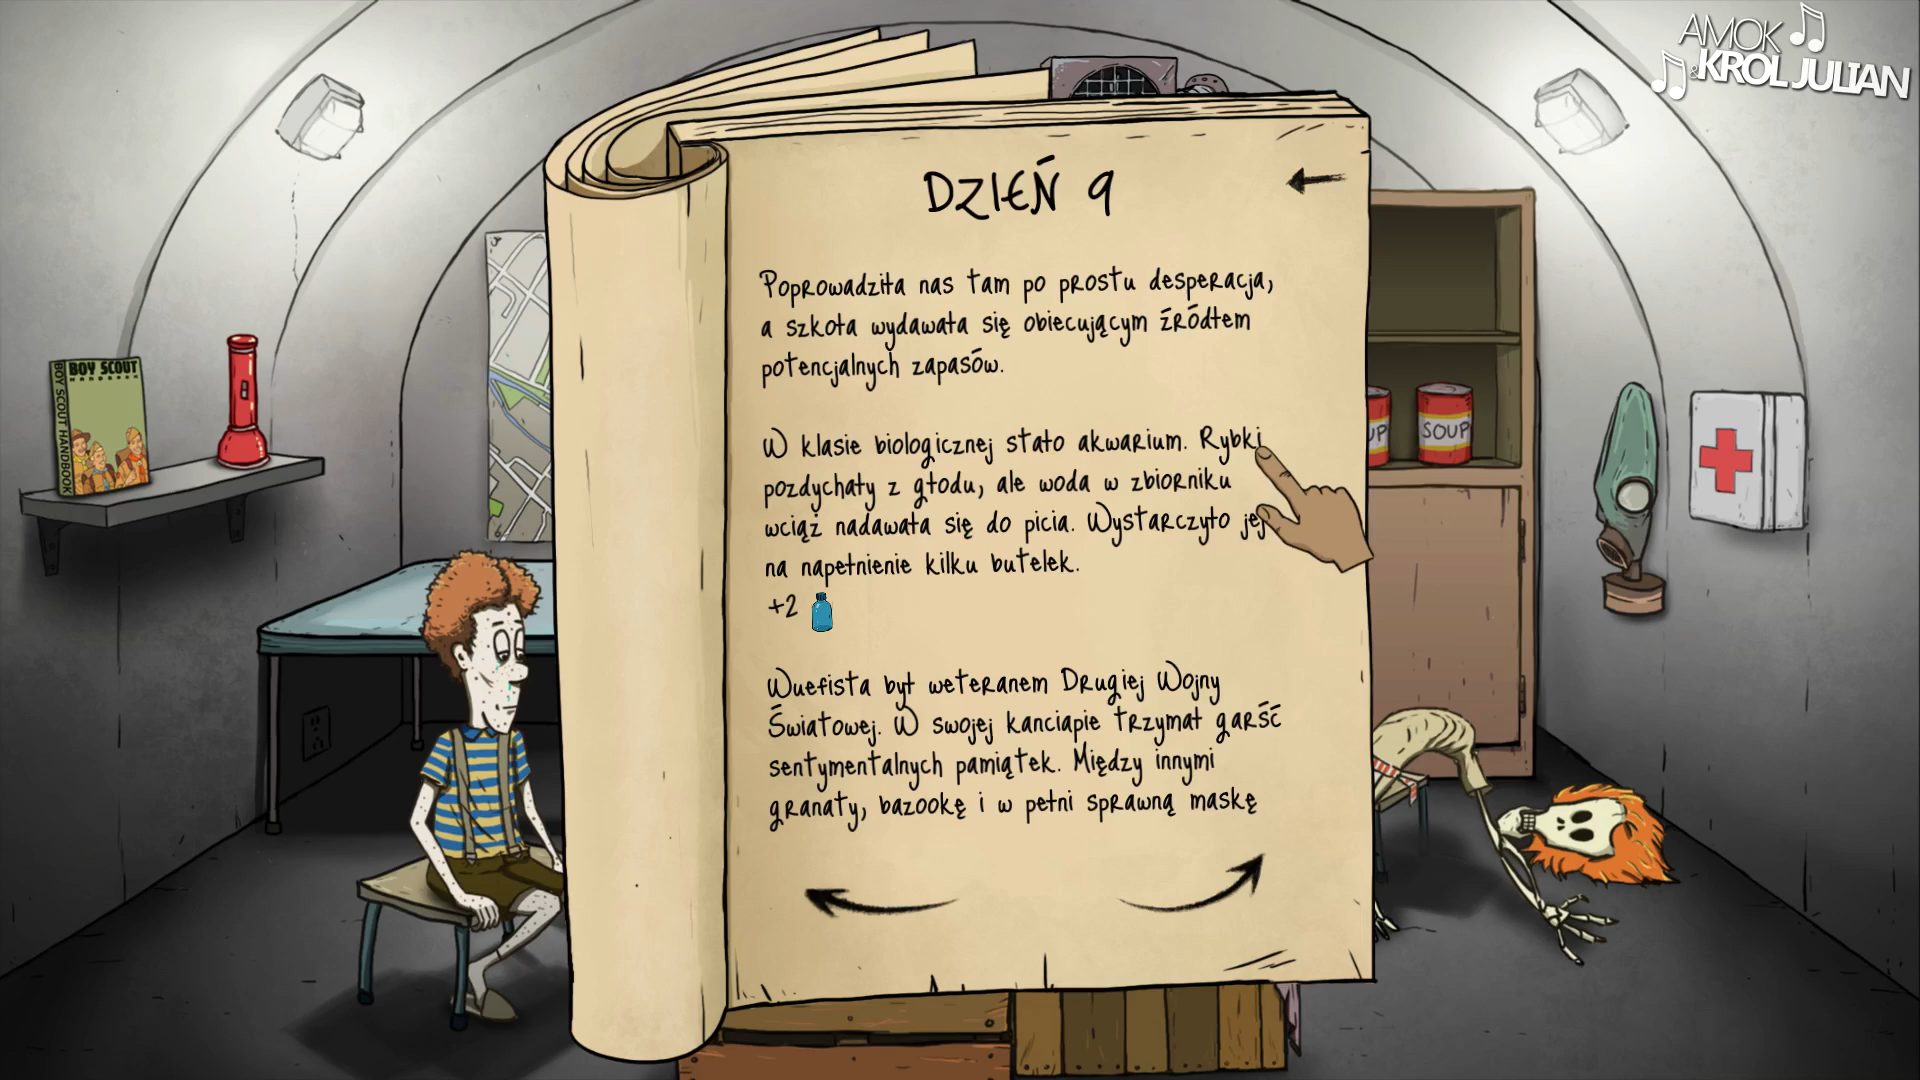 AMOK
& KROL JULIAN
DZIEŃ 9
Poprowadziła nas tam po prostu desperacja,
a szkoła wydawała się obiecującym źródłem
potencjalnych zapasów.
W klasie biologicznej stało akwarium. Rybki
pozdychały z głodu, ale woda w zbiorniku
wciąż nadawała się do picia. Wystarczyło jej
na napełnienie kilku butelek.
+2
Wuefista był weteranem Drugiej Wojny
Światowej. W swojej kanciapie trzymał garść
sentymentalnych pamiątek. Między innymi
granaty, bazookę i w pełni sprawną maskę
BOY SCOUT
HANDBOOK
BOY SCOUT HANDBOOK
UP
SOUP